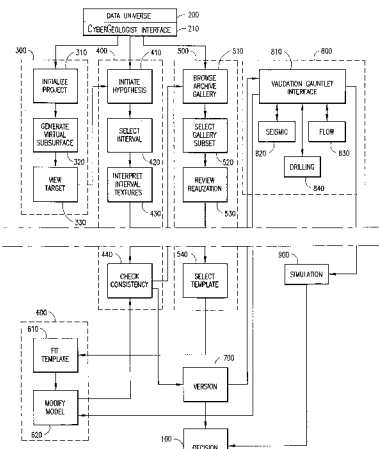 DATA UNIVERSE
200
CYBERGEOLOGIST INTERFACE
210
300
310
400
410
500
510
810
800
INITIALIZE
PROJECT
INITIATE
HYPOTHESIS
BROWSE
ARCHIVE
GALLERY
VALIDATION GAUNTLET
INTERFACE
GENERATE
VIRTUAL
SUBSURFACE
320
SELECT
INTERVAL
420
SELECT
GALLERY
SUBSET
520
SEISMIC
820
FLOW
830
VIEW
TARGET
330
INTERPRET
INTERVAL
TEXTURES
430
REVIEW
REALIZATION
530
DRILLING
840
440
CHECK
CONSISTENCY
540
SELECT
TEMPLATE
900
SIMULATION
600
610
FIT
TEMPLATE
700
VERSION
MODIFY
MODEL
620
100
DECISION